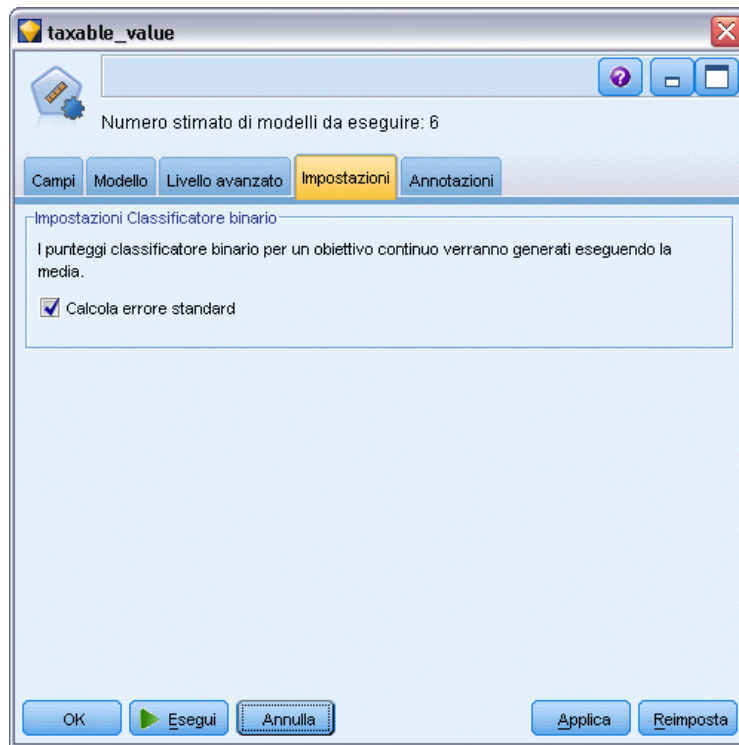 taxable_value
Numero stimato di modelli da eseguire: 6
Campi
Modello
Livello avanzato
Impostazioni
Annotazioni
Impostazioni Classificatore binario
I punteggi classificatore binario per un obiettivo continuo verranno generati eseguendo la
media.
Calcola errore standard
OK
Esegui
Annulla
Applica
Reimposta